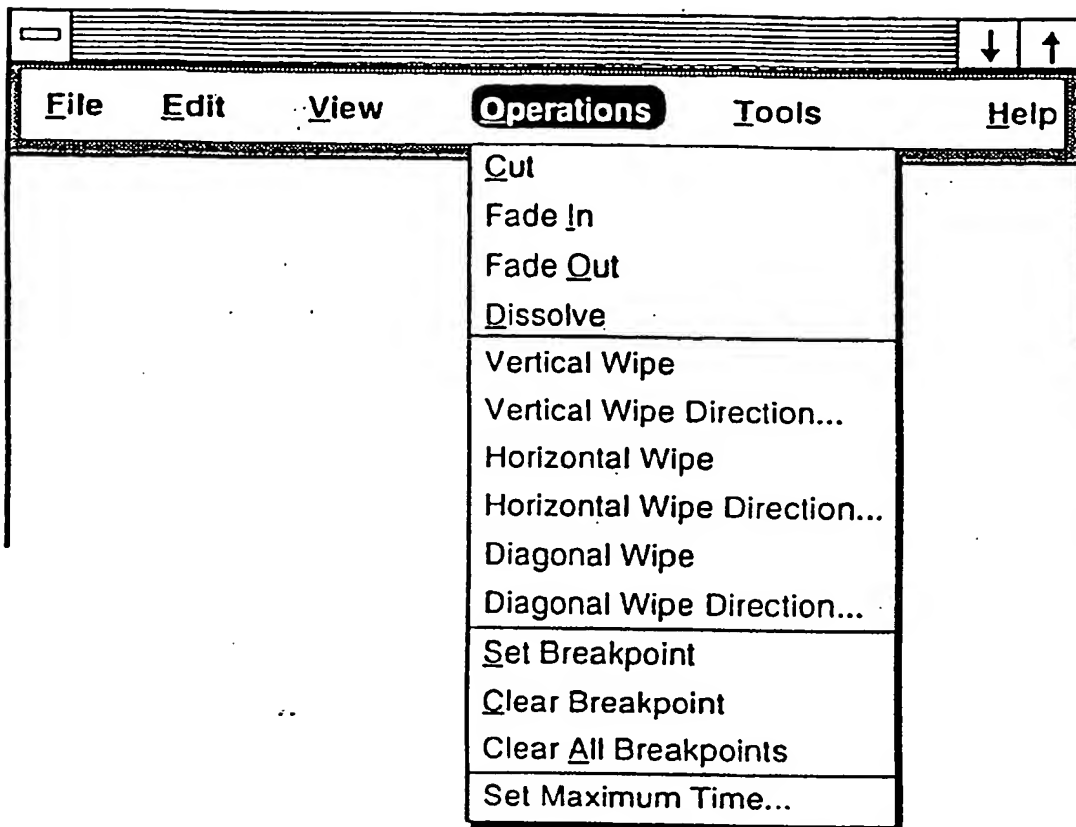 File Edit View Operations Tools Help
Cut
Fade In
Fade Out
Dissolve
Vertical Wipe
Vertical Wipe Direction...
Horizontal Wipe
Horizontal Wipe Direction...
Diagonal Wipe
Diagonal Wipe Direction...
Set Breakpoint
Clear Breakpoint
Clear All Breakpoints
Set Maximum Time...